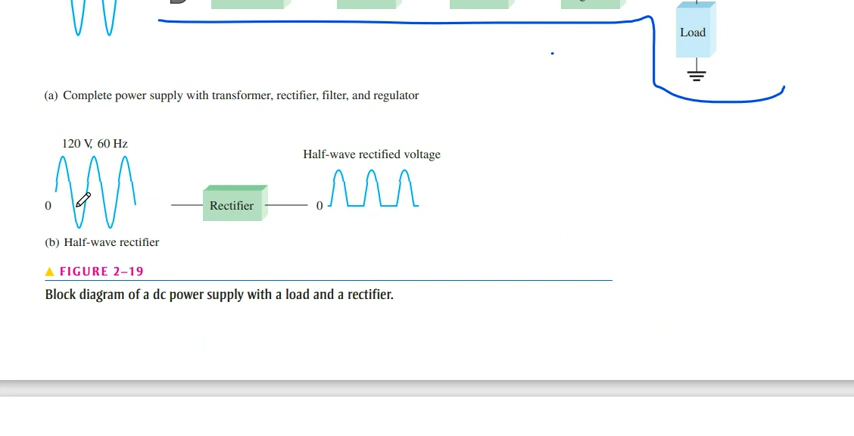 Load
(a) Complete power supply with transformer, rectifier, filter, and regulator
120 V, 60 Hz
Half-wave rectified voltage
0
Rectifier
0
(b) Half-wave rectifier
▲ FIGURE 2–19
Block diagram of a dc power supply with a load and a rectifier.